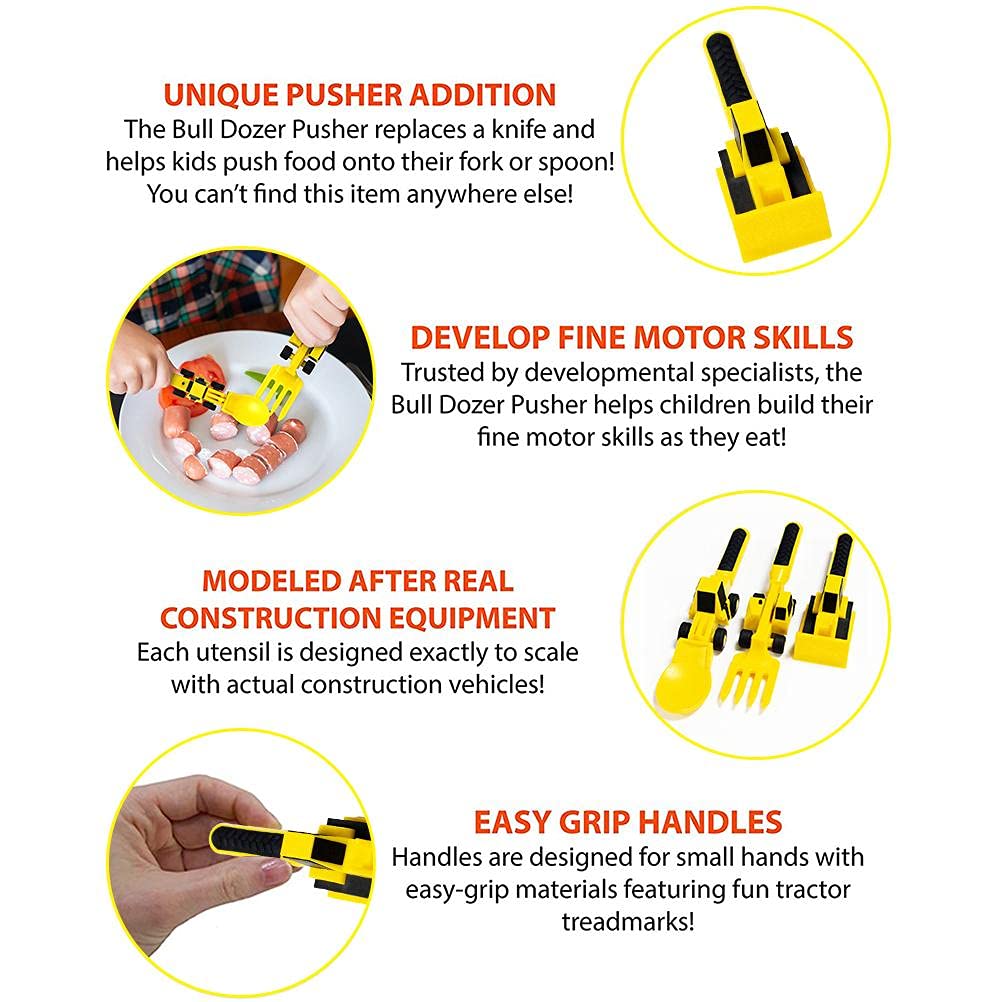 UNIQUE PUSHER ADDITION
The Bull Dozer Pusher replaces a knife and
helps kids push food onto their fork or spoon!
You can’t find this item anywhere else!
DEVELOP FINE MOTOR SKILLS
Trusted by developmental specialists, the
Bull Dozer Pusher helps children build their
fine motor skills as they eat!
MODELED AFTER REAL
CONSTRUCTION EQUIPMENT
Each utensil is designed exactly to scale
with actual construction vehicles!
EASY GRIP HANDLES
Handles are designed for small hands with
easy-grip materials featuring fun tractor
treadmarks!